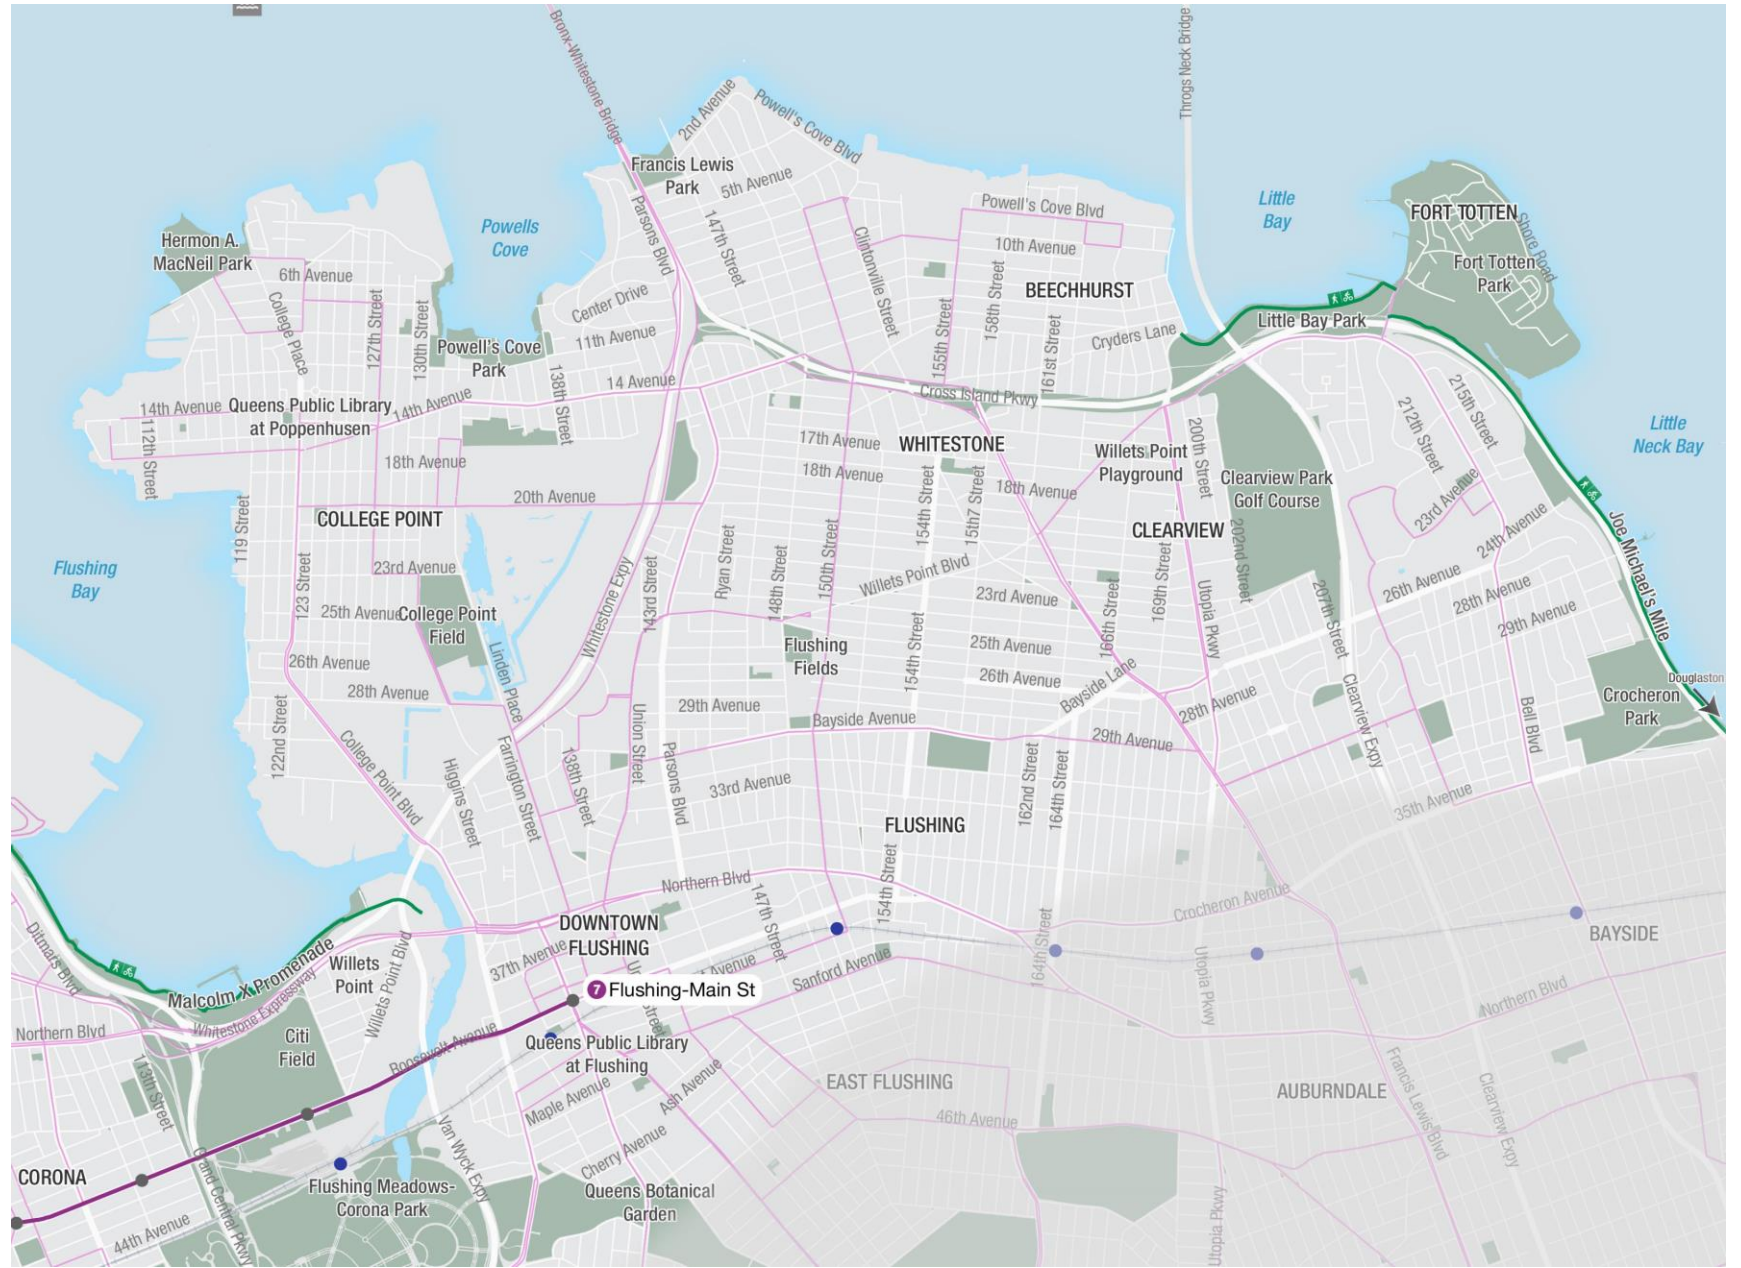 Bronx-Whitestone Bridge
Throgs Neck Bridge
2nd Avenue
Powell's Cove Blvd
Francis Lewis
Park
5th Avenue
Hermon A.
MacNeil Park
Powells
Cove
Parsons Blvd
147th Street
Clintonville Street
Powell's Cove Blvd
10th Avenue
Little
Bay
FORT TOTTEN
Shore Road
Fort Totten
Park
6th Avenue
College Place
127th Street
130th Street
Center Drive
11th Avenue
Powell's Cove
Park
155th Street
158th Street
BEECHHURST
161st Street
Cryders Lane
Little Bay Park
14th Avenue
Queens Public Library
at Poppenhusen
14th Avenue
138th Street
14 Avenue
Cross Island Pkwy
112th Street
18th Avenue
17th Avenue
18th Avenue
WHITESTONE
154th Street
15th7 Street
18th Avenue
Willets Point
Playground
200th Street
Clearview Park
Golf Course
212th Street
215th Street
23rd Avenue
24th Avenue
Little
Neck Bay
20th Avenue
COLLEGE POINT
119 Street
CLEARVIEW
202nd Street
Joe Michael's Mile
Flushing
Bay
23rd Avenue
123 Street
25th Avenue
College Point
Field
Linden Place
Whitestone Expy
143rd Street
Ryan Street
148th Street
150th Street
Willets Point Blvd
23rd Avenue
166th Street
169th Street
Utopia Pkwy
207th Street
26th Avenue
28th Avenue
29th Avenue
Flushing
Fields
154th Street
25th Avenue
26th Avenue
Bayside Lane
26th Avenue
28th Avenue
122nd Street
29th Avenue
Bayside Avenue
28th Avenue
29th Avenue
Clearview Expy
Bell Blvd
Crocheron
Park
Douglaston
College Point Blvd
Higgins Street
Farrington Street
138th Street
Union Street
Parsons Blvd
33rd Avenue
FLUSHING
162nd Street
164th Street
35th Avenue
Northern Blvd
147th Street
154th Street
Crocheron Avenue
DOWNTOWN
FLUSHING
37th Avenue
BAYSIDE
Ditmars Blvd
Malcolm X Promenade
Whitestone Expressway
Willets
Point
Willets Point Blvd
Avenue
Sanford Avenue
164th Street
Utopia Pkwy
Northern Blvd
7 Flushing-Main St
Street
Northern Blvd
Citi
Field
Roosevelt Avenue
Queens Public Library
at Flushing
Maple Avenue
Ash Avenue
EAST FLUSHING
46th Avenue
AUBURNDALE
Francis Lewis Blvd
Clearview Expy
113th Street
CORONA
44th Avenue
Grand Central Pkwy
Flushing Meadows-
Corona Park
Van Wyck Expy
Cherry Avenue
Queens Botanical
Garden
Utopia Pkwy